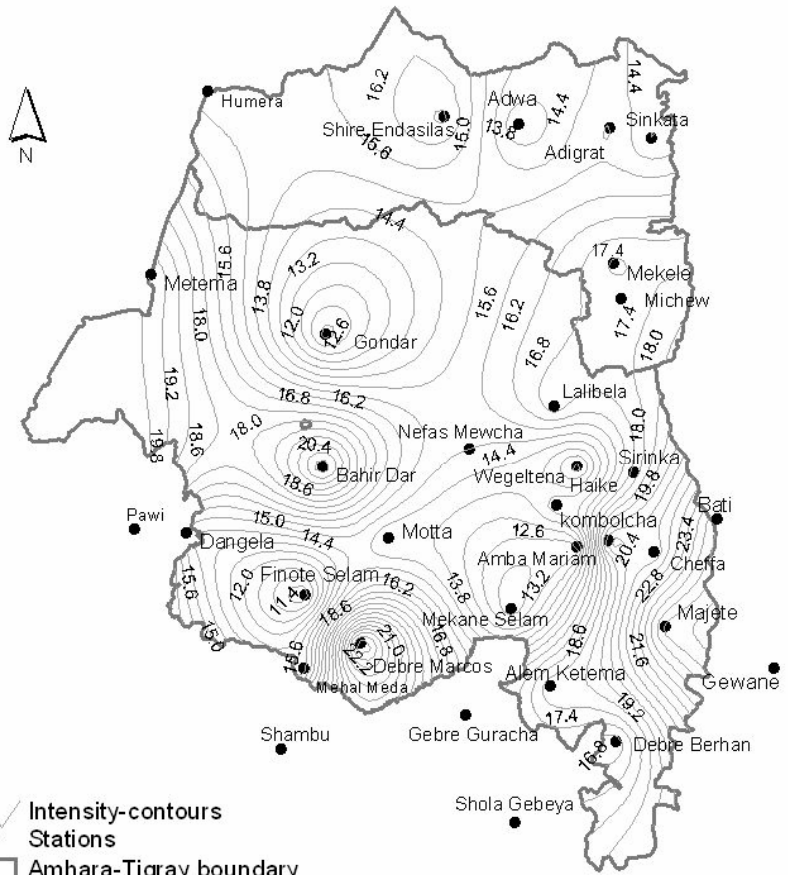 16.2
14.4
Humera
Adwa
Shire Endasilas
15.0
13.8
14.4
Sinkata
15.6
Adigrat
N
14.4
15.6
13.2
17.4
Mekele
Metema
13.8
15.6
16.2
Michew
18.0
12.0
12.6
Gondar
17.4
16.8
18.0
16.8
16.2
19.2
Lalibela
18.0
18.0
Nefas Mewcha
19.8
18.6
20.4
14.4
Bahir Dar
Wegeltena
Sirinka
18.6
Haike
19.8
Bati
Pawi
15.0
kombolcha
Dangela
14.4
Motta
12.6
23.4
Amba Mariam
20.4
Cheffa
15.6
12.0
Finote Selam
16.2
13.8
13.2
22.8
11.4
18.6
Mekane Selam
Majete
15.0
21.0
16.8
18.6
21.6
15.6
22.2
Debre Marcos
Alem Ketema
Gewane
Mehal Meda
19.2
17.4
Shambu
Gebre Guracha
16.8
Debre Berhan
Shola Gebeya
Intensity-contours
Stations
Amhara-Tigray boundary